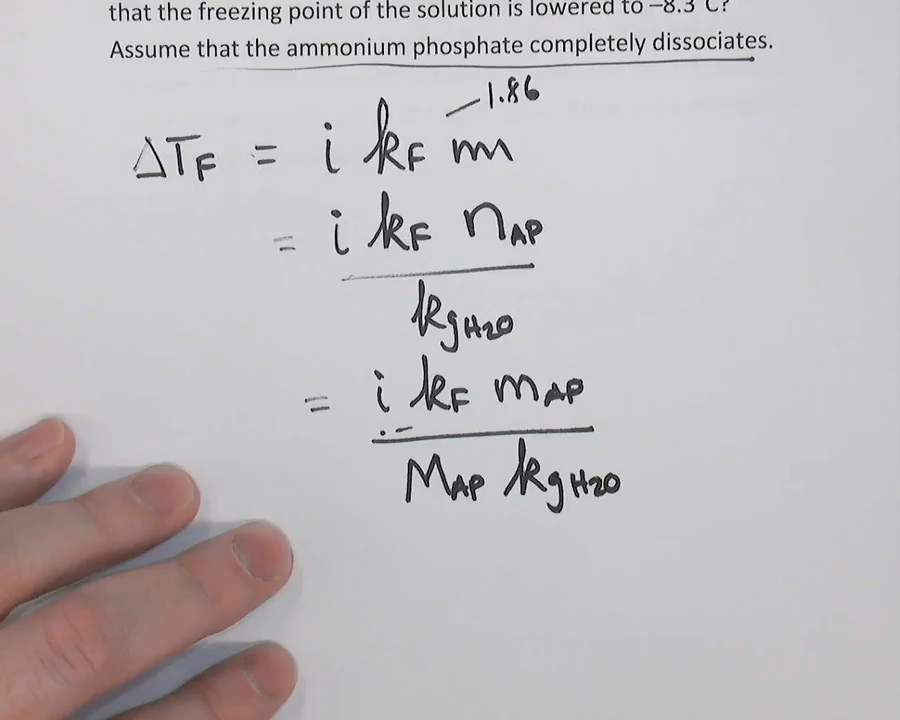 that the freezing point of the solution is lowered to –8.3 C?
Assume that the ammonium phosphate completely dissociates.
1.86
ΔTF = i kF m
= i kF nAP
kgH2O
= i kF mAP
MAP kgH2O